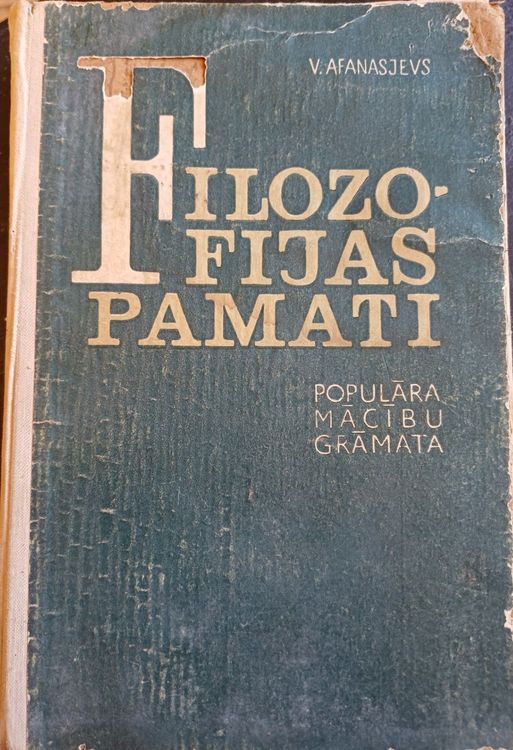 V. AFANASJEVS
FILOZO-
FIJAS
PAMATI
POPULĀRA
MĀCĪBU
GRĀMATA